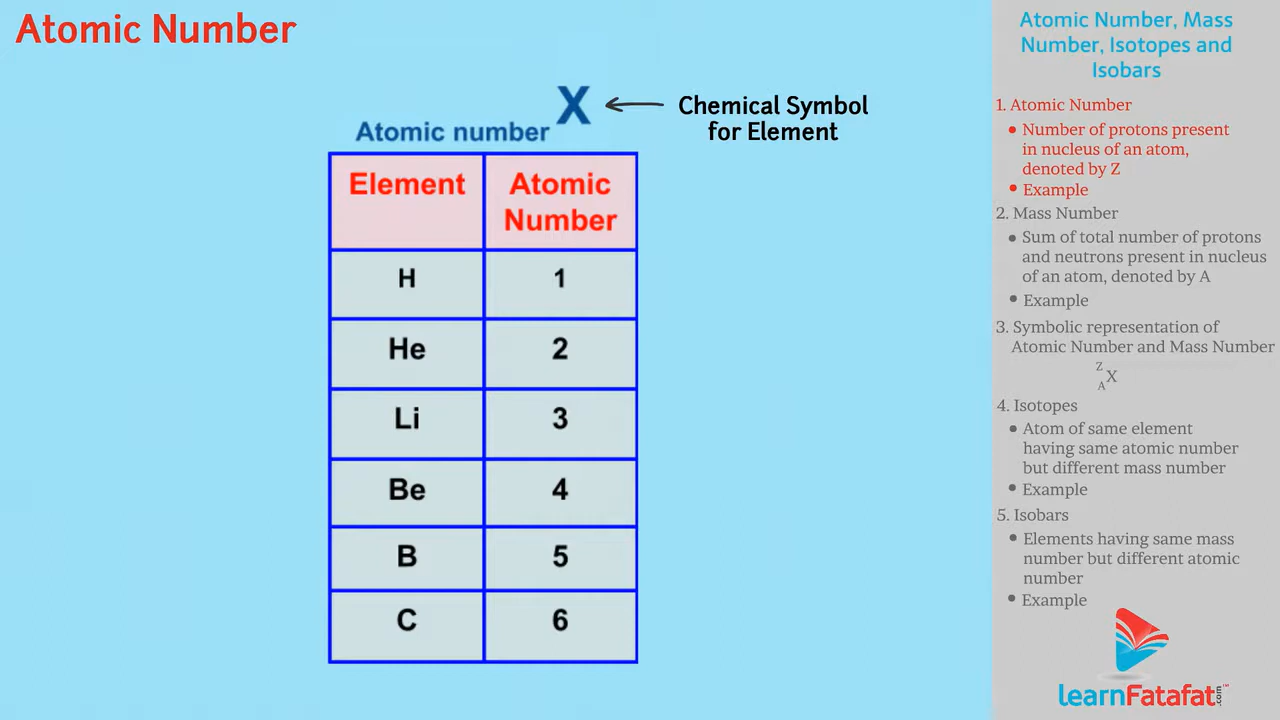 Atomic Number
X
Chemical Symbol
for Element
Atomic number
Element Atomic
Number
H 1
He 2
Li 3
Be 4
B 5
C 6
Atomic Number, Mass
Number, Isotopes and
Isobars
1. Atomic Number
• Number of protons present
in nucleus of an atom,
denoted by Z
• Example
2. Mass Number
• Sum of total number of protons
and neutrons present in nucleus
of an atom, denoted by A
• Example
3. Symbolic representation of
Atomic Number and Mass Number
Z
X
A
4. Isotopes
• Atom of same element
having same atomic number
but different mass number
• Example
5. Isobars
• Elements having same mass
number but different atomic
number
• Example
learnFatafat.com™